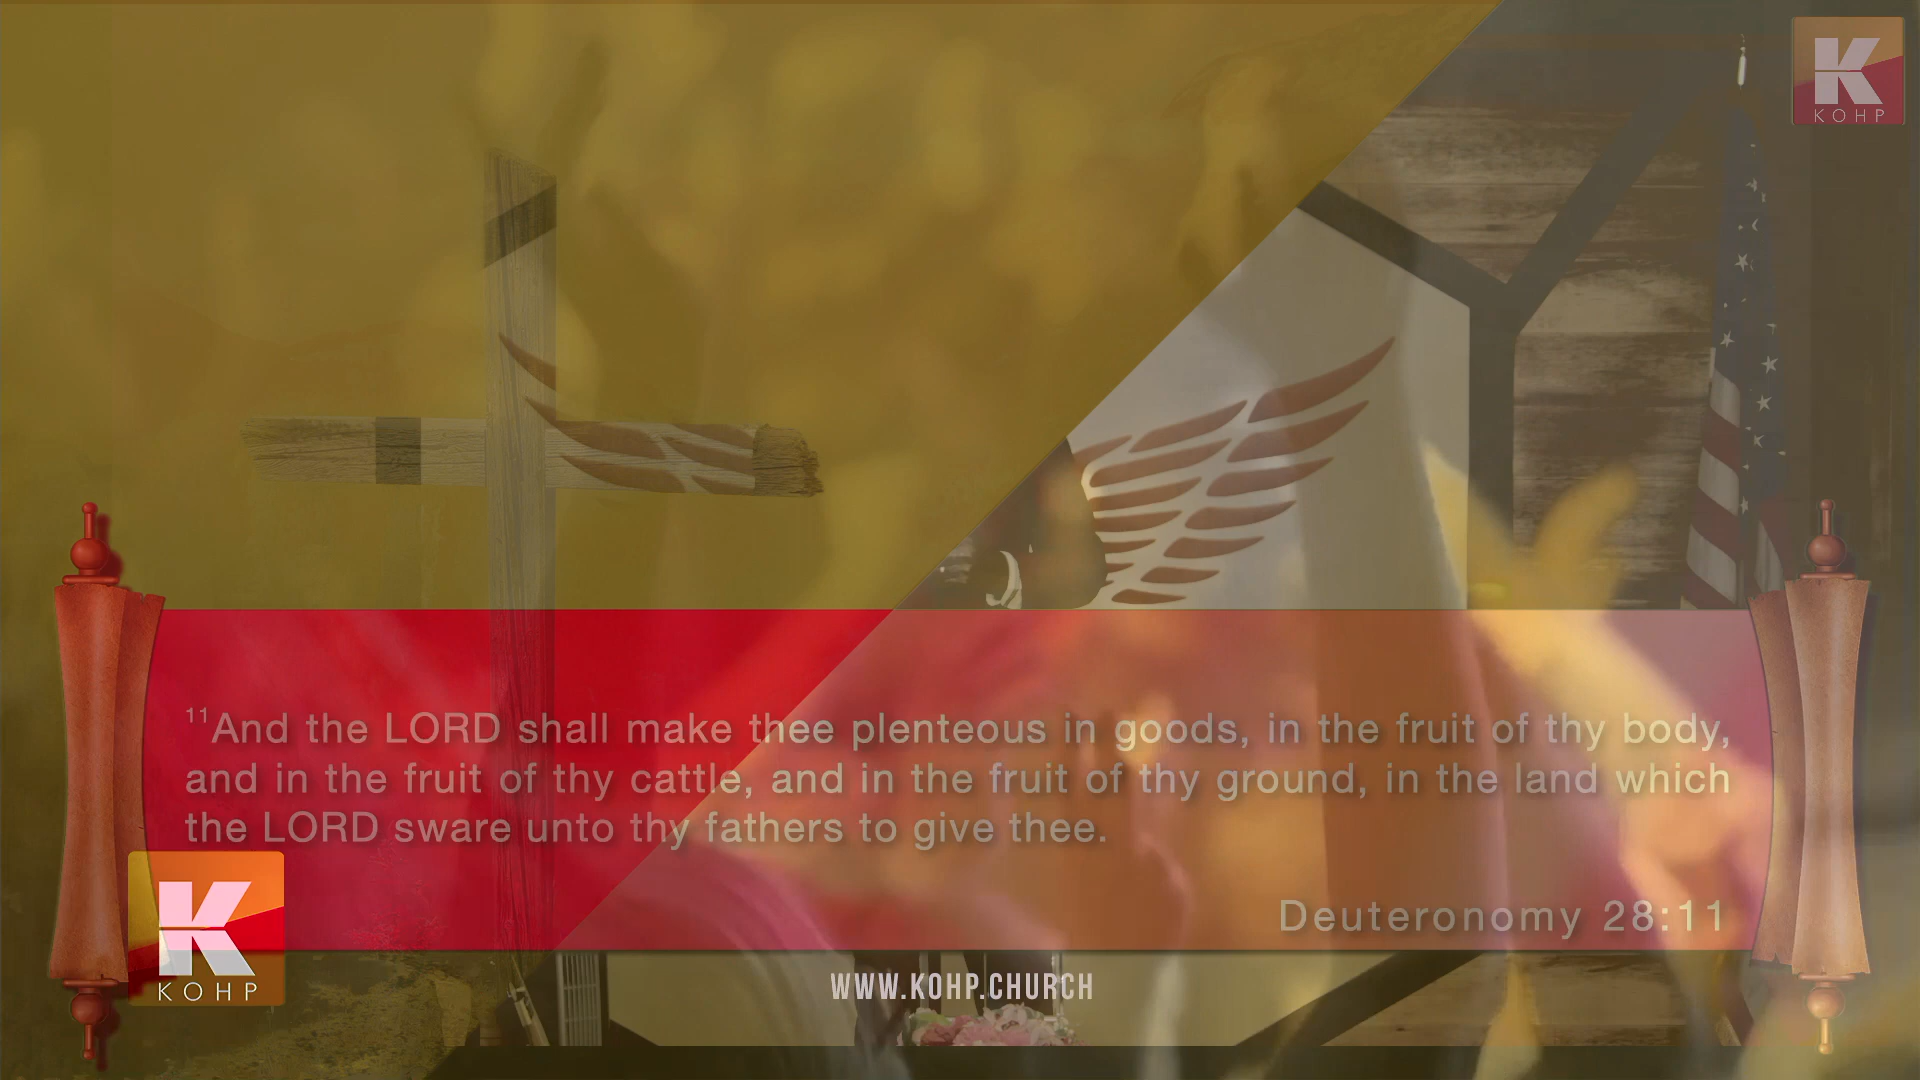 K
KOHP
11And the LORD shall make thee plenteous in goods, in the fruit of thy body,
and in the fruit of thy cattle, and in the fruit of thy ground, in the land which
the LORD sware unto thy fathers to give thee.
Deuteronomy 28:11
K
KOHP
WWW.KOHP.CHURCH